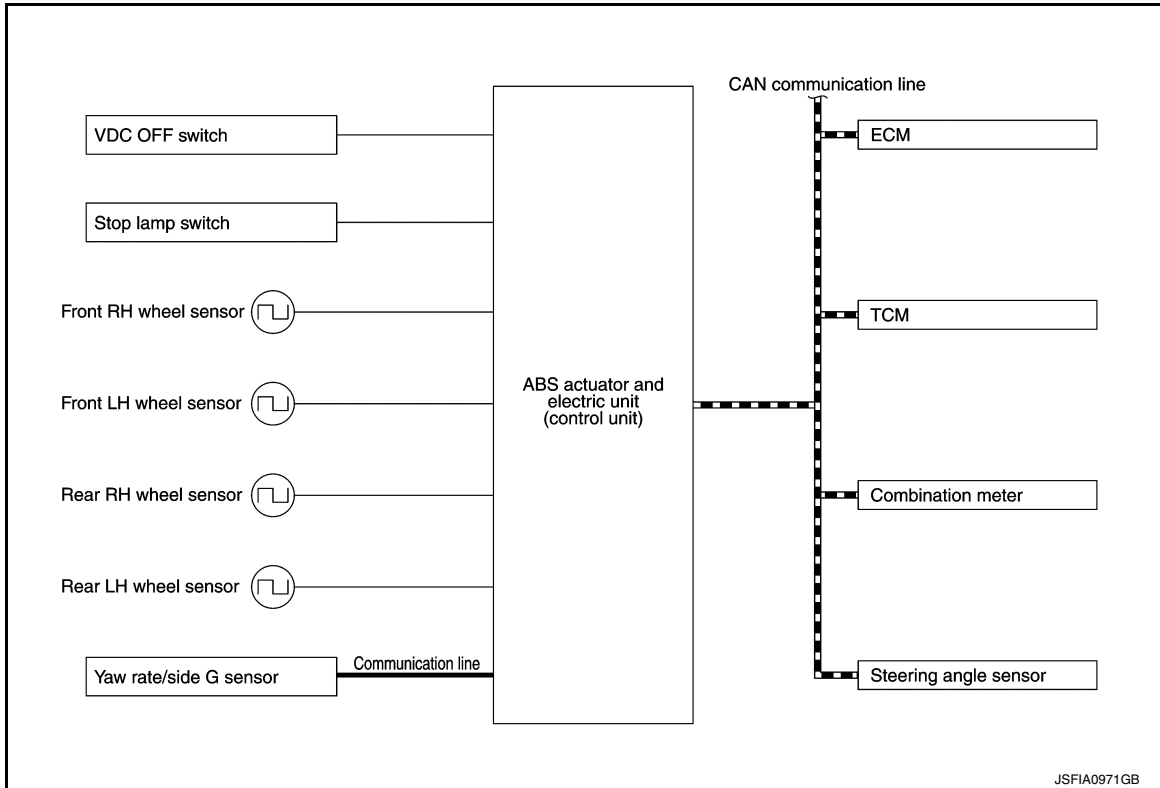 CAN communication line
VDC OFF switch
ECM
Stop lamp switch
Front RH wheel sensor
TCM
Front LH wheel sensor
ABS actuator and
electric unit
(control unit)
Rear RH wheel sensor
Combination meter
Rear LH wheel sensor
Yaw rate/side G sensor
Communication line
Steering angle sensor
JSFIA0971GB